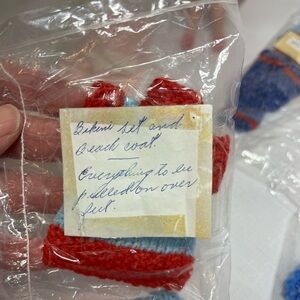 Bikini set and
beach coat
Everything to be
pulled on over
feet.